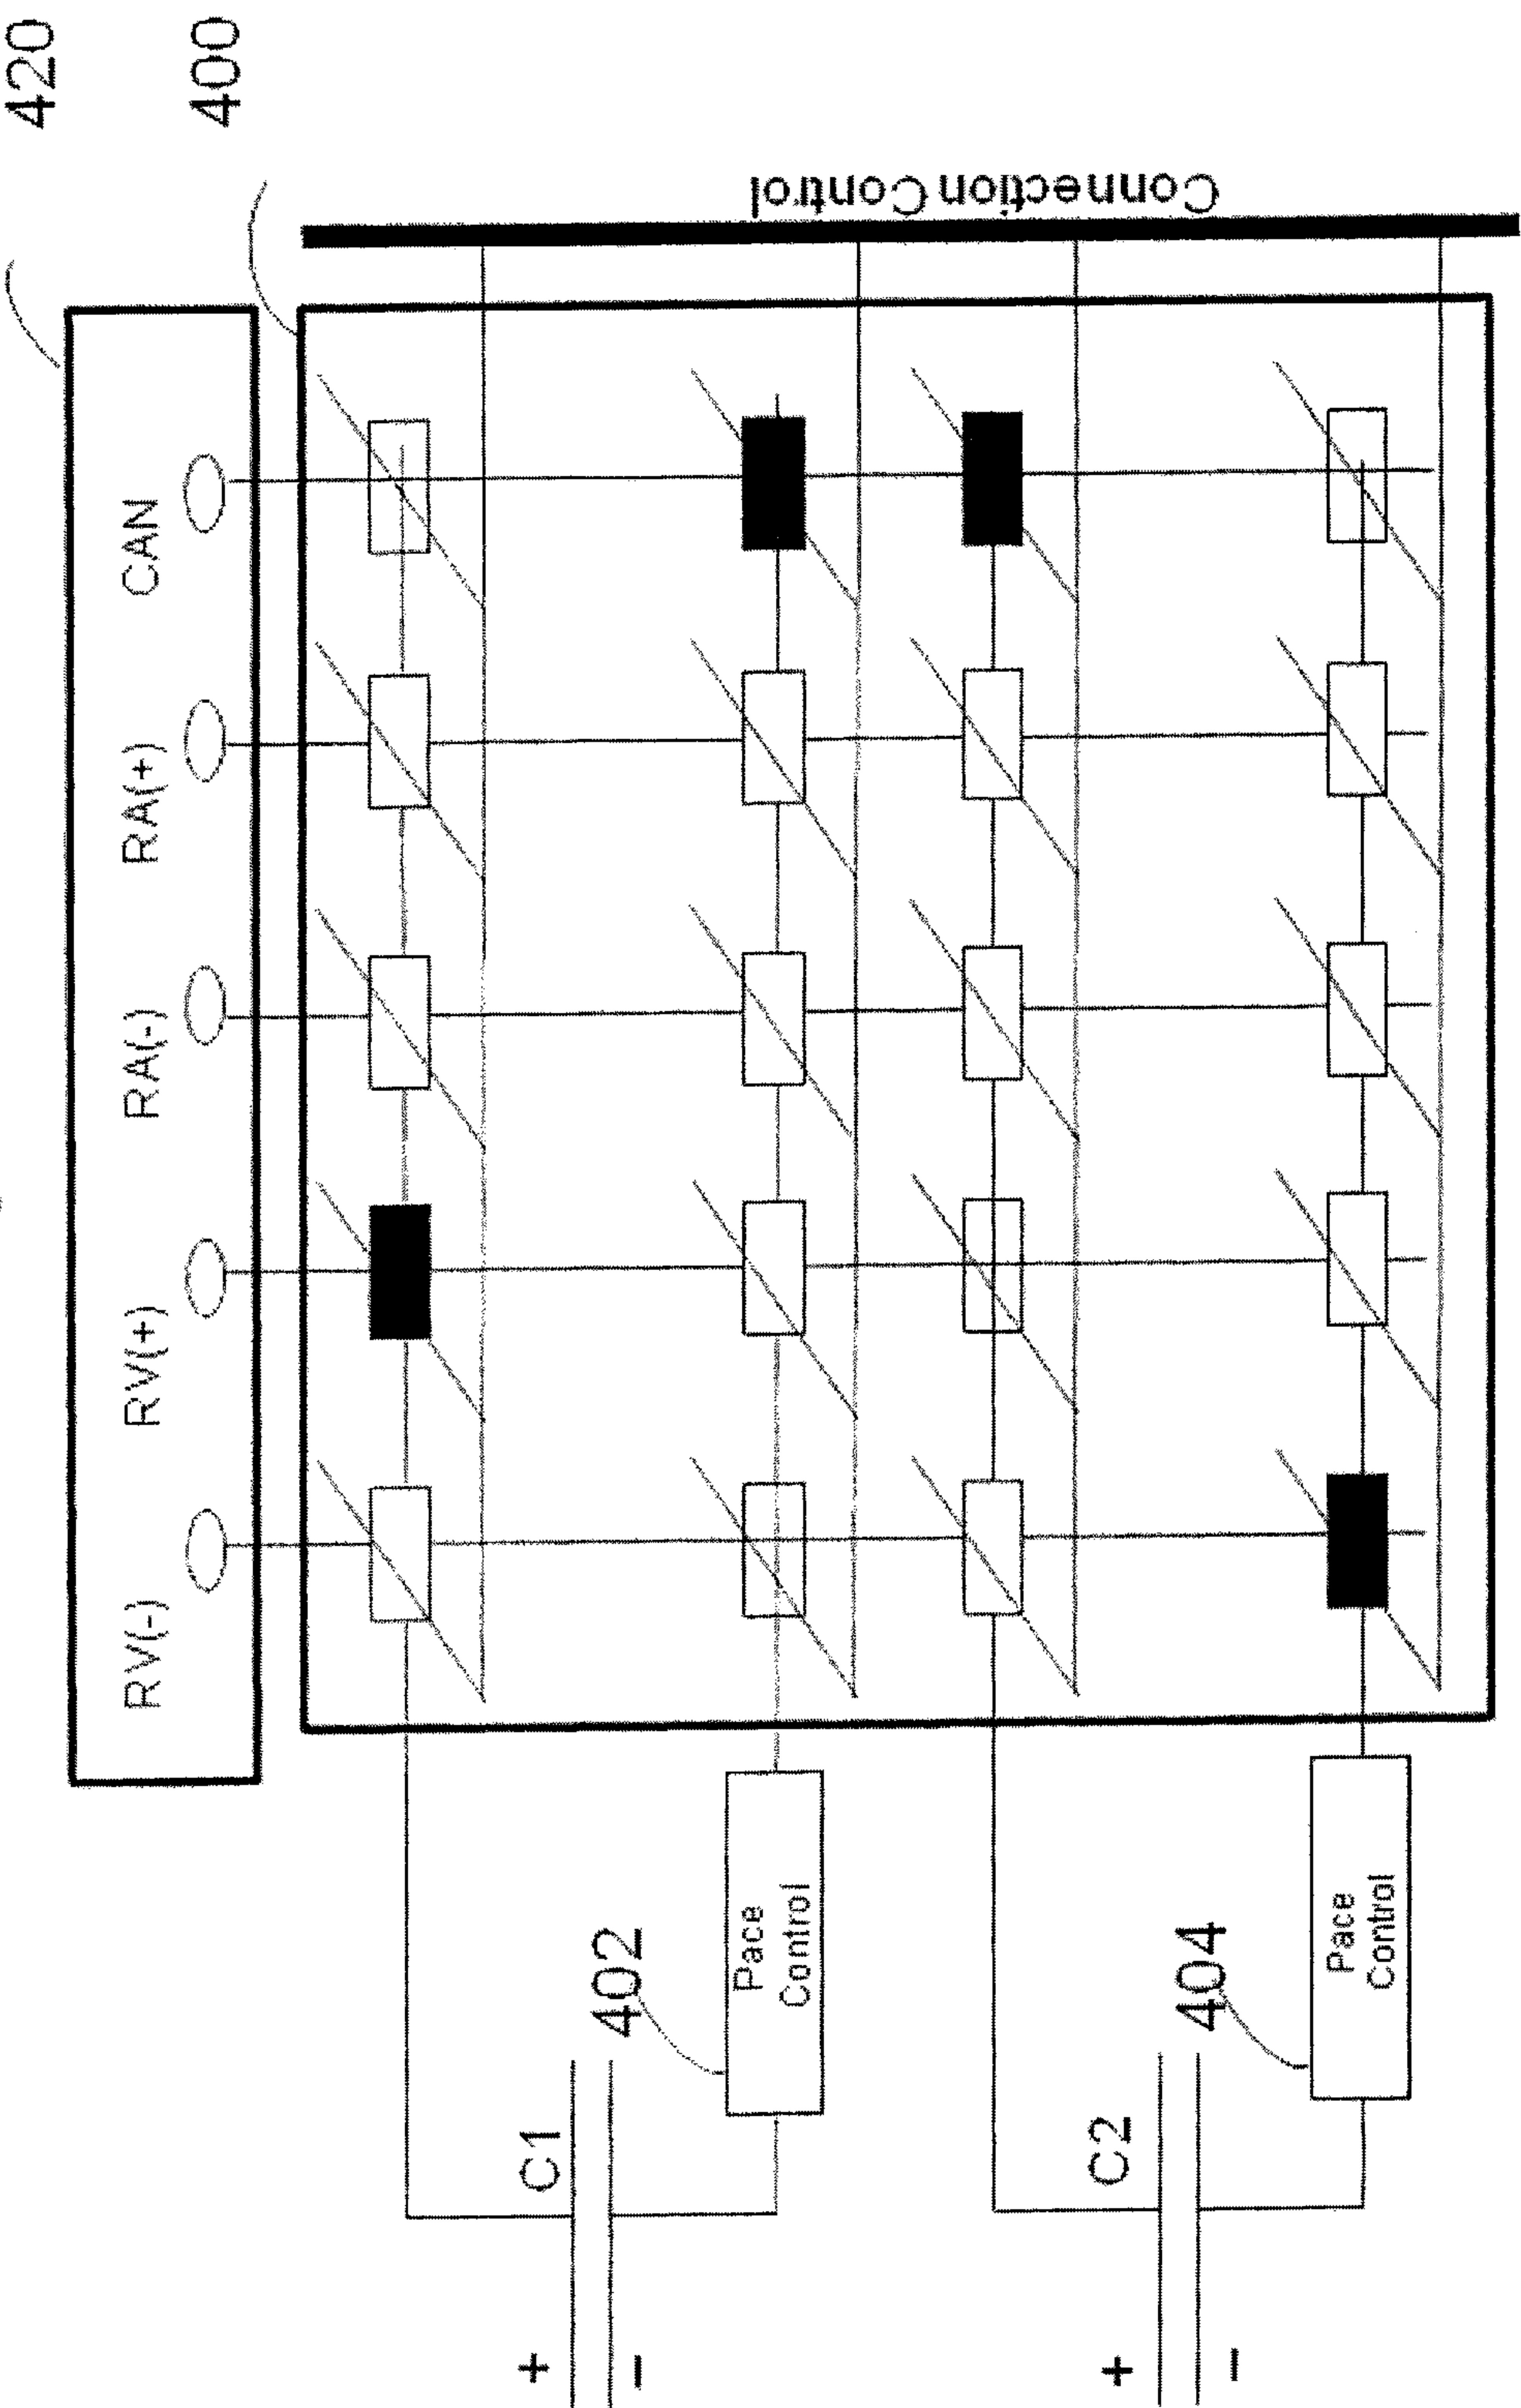 420
400
RV(-) RV(+) RA(-) RA(+) CAN
Connection Control
C1
402
+
-
Pace
Control
C2
404
+
-
Pace
Control